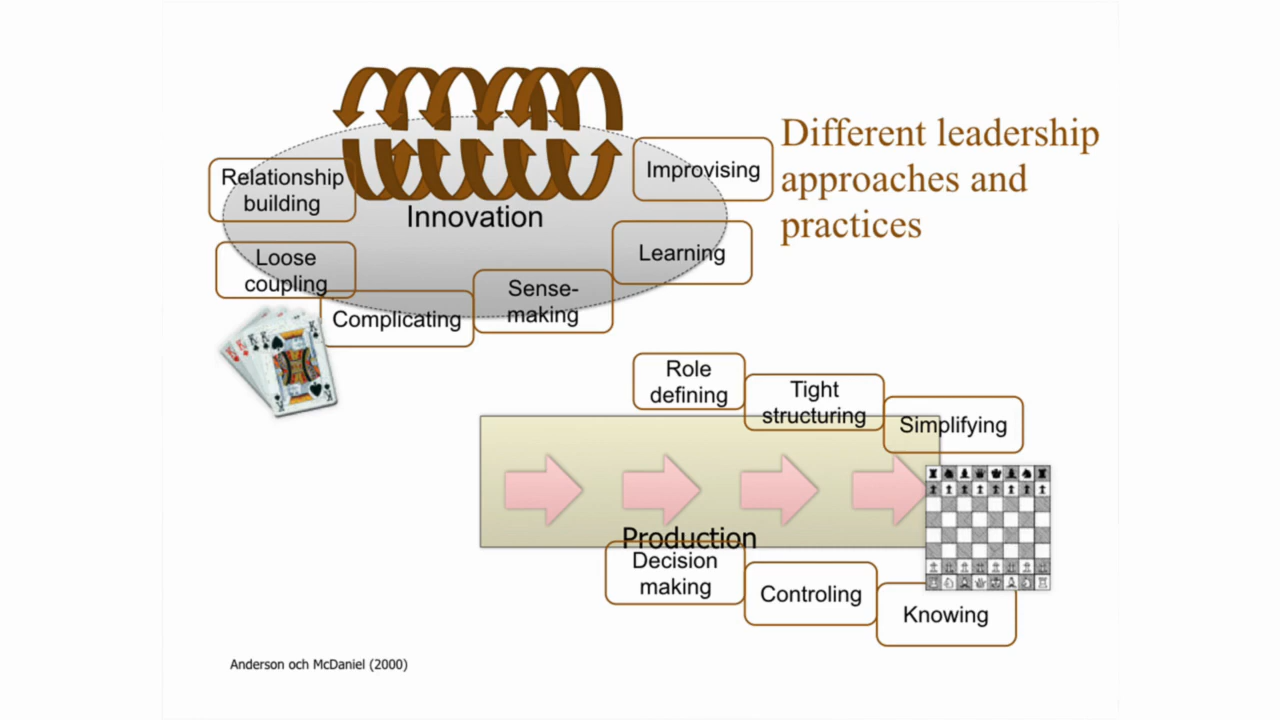 Different leadership
approaches and
practices
Relationship
building
Innovation
Improvising
Loose
coupling
Learning
Complicating
Sense-
making
Role
defining
Tight
structuring
Simplifying
Production
Decision
making
Controling
Knowing
Anderson och McDaniel (2000)